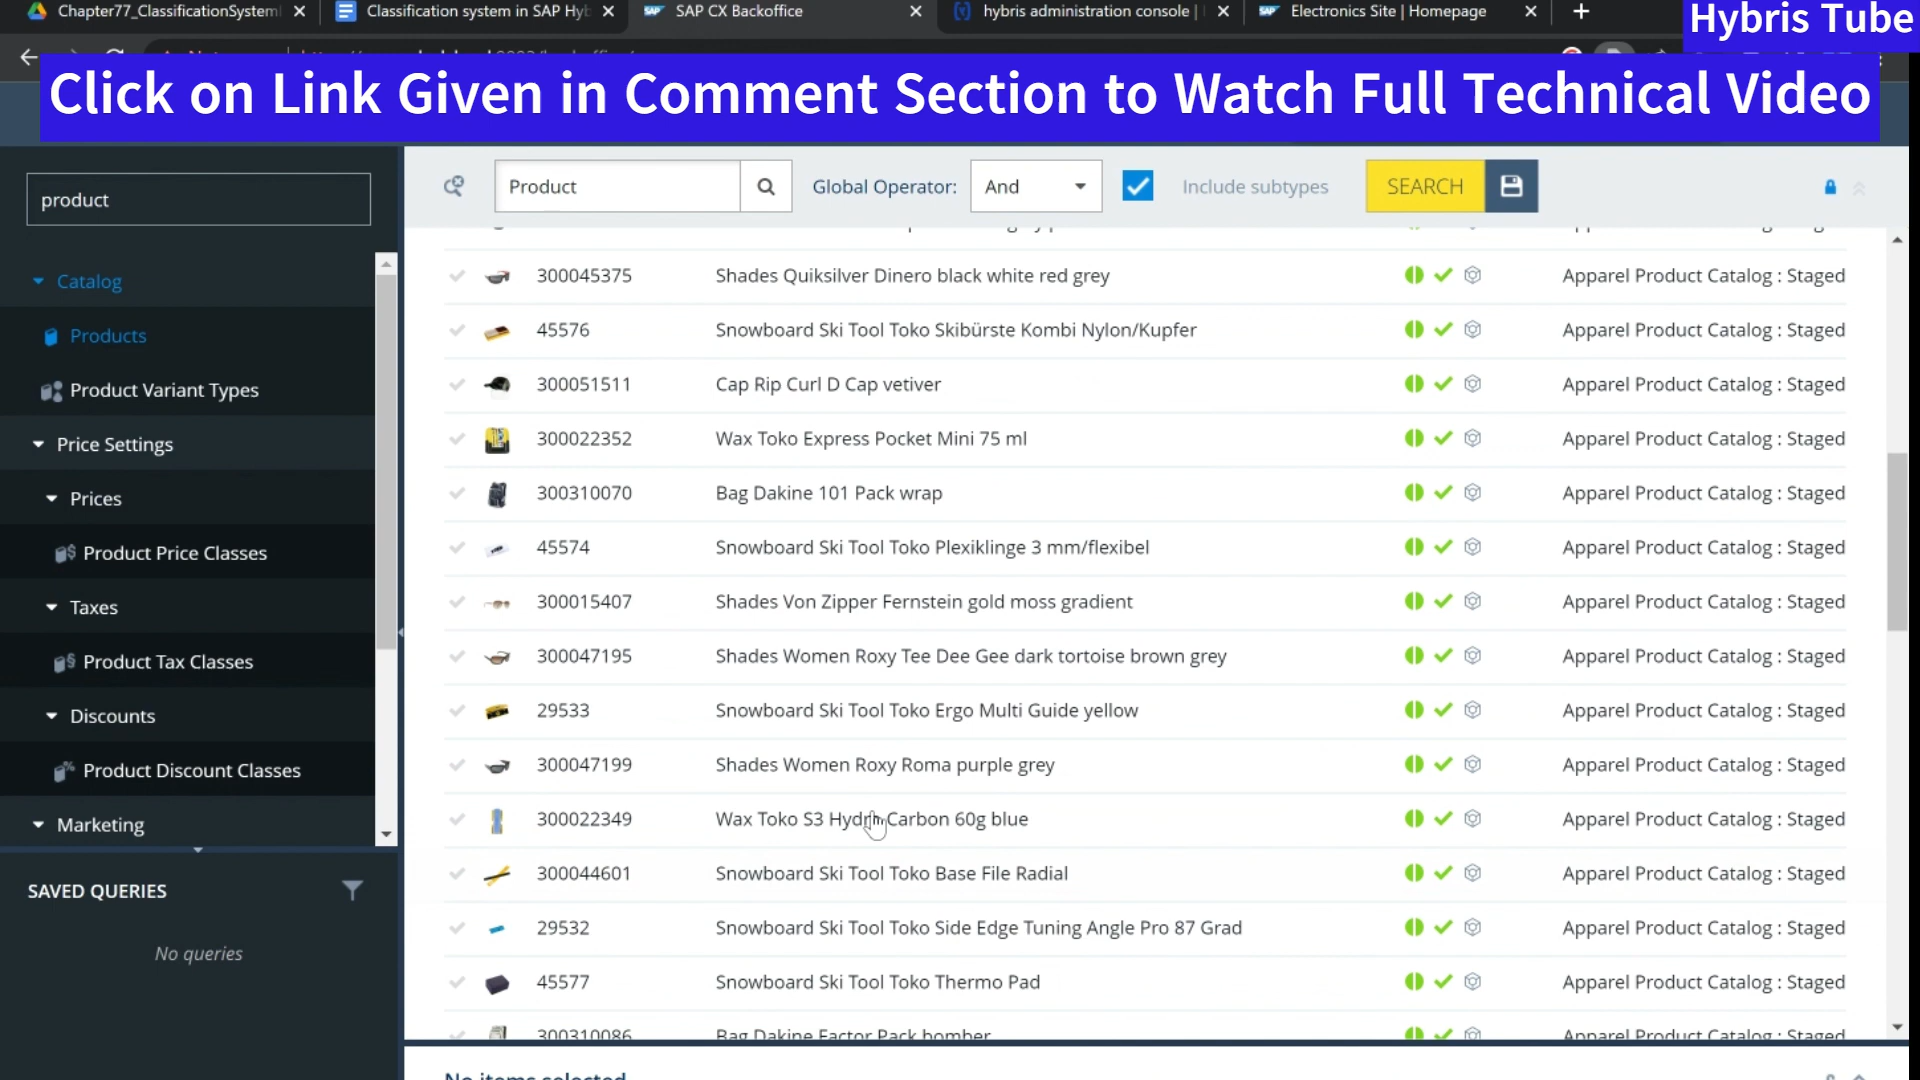 Chapter77_ClassificationSystem
Classification system in SAP Hyb
SAP CX Backoffice
hybris administration console |
Electronics Site | Homepage
Hybris Tube
Click on Link Given in Comment Section to Watch Full Technical Video
product
Product
Global Operator:
And
Include subtypes
SEARCH
Catalog
Products
Product Variant Types
Price Settings
Prices
Product Price Classes
Taxes
Product Tax Classes
Discounts
Product Discount Classes
Marketing
SAVED QUERIES
No queries
300045375 Shades Quiksilver Dinero black white red grey Apparel Product Catalog : Staged
45576 Snowboard Ski Tool Toko Skibürste Kombi Nylon/Kupfer Apparel Product Catalog : Staged
300051511 Cap Rip Curl D Cap vetiver Apparel Product Catalog : Staged
300022352 Wax Toko Express Pocket Mini 75 ml Apparel Product Catalog : Staged
300310070 Bag Dakine 101 Pack wrap Apparel Product Catalog : Staged
45574 Snowboard Ski Tool Toko Plexiklinge 3 mm/flexibel Apparel Product Catalog : Staged
300015407 Shades Von Zipper Fernstein gold moss gradient Apparel Product Catalog : Staged
300047195 Shades Women Roxy Tee Dee Gee dark tortoise brown grey Apparel Product Catalog : Staged
29533 Snowboard Ski Tool Toko Ergo Multi Guide yellow Apparel Product Catalog : Staged
300047199 Shades Women Roxy Roma purple grey Apparel Product Catalog : Staged
300022349 Wax Toko S3 HydroCarbon 60g blue Apparel Product Catalog : Staged
300044601 Snowboard Ski Tool Toko Base File Radial Apparel Product Catalog : Staged
29532 Snowboard Ski Tool Toko Side Edge Tuning Angle Pro 87 Grad Apparel Product Catalog : Staged
45577 Snowboard Ski Tool Toko Thermo Pad Apparel Product Catalog : Staged
300310086 Bag Dakine Factor Pack bomber Apparel Product Catalog : Staged
No items selected